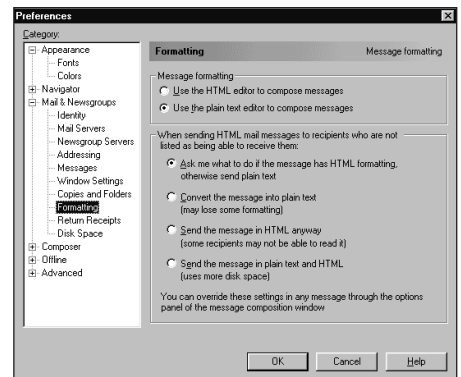 Preferences
Category:
Appearance
Fonts
Colors
Navigator
Mail & Newsgroups
Identity
Mail Servers
Newsgroup Servers
Addressing
Messages
Window Settings
Copies and Folders
Formatting
Return Receipts
Disk Space
Composer
Offline
Advanced
Formatting Message formatting
Message formatting
Use the HTML editor to compose messages
Use the plain text editor to compose messages
When sending HTML mail messages to recipients who are not
listed as being able to receive them:
Ask me what to do if the message has HTML formatting,
otherwise send plain text
Convert the message into plain text
(may lose some formatting)
Send the message in HTML anyway
(some recipients may not be able to read it)
Send the message in plain text and HTML
(uses more disk space)
You can override these settings in any message through the options
panel of the message composition window
OK Cancel Help